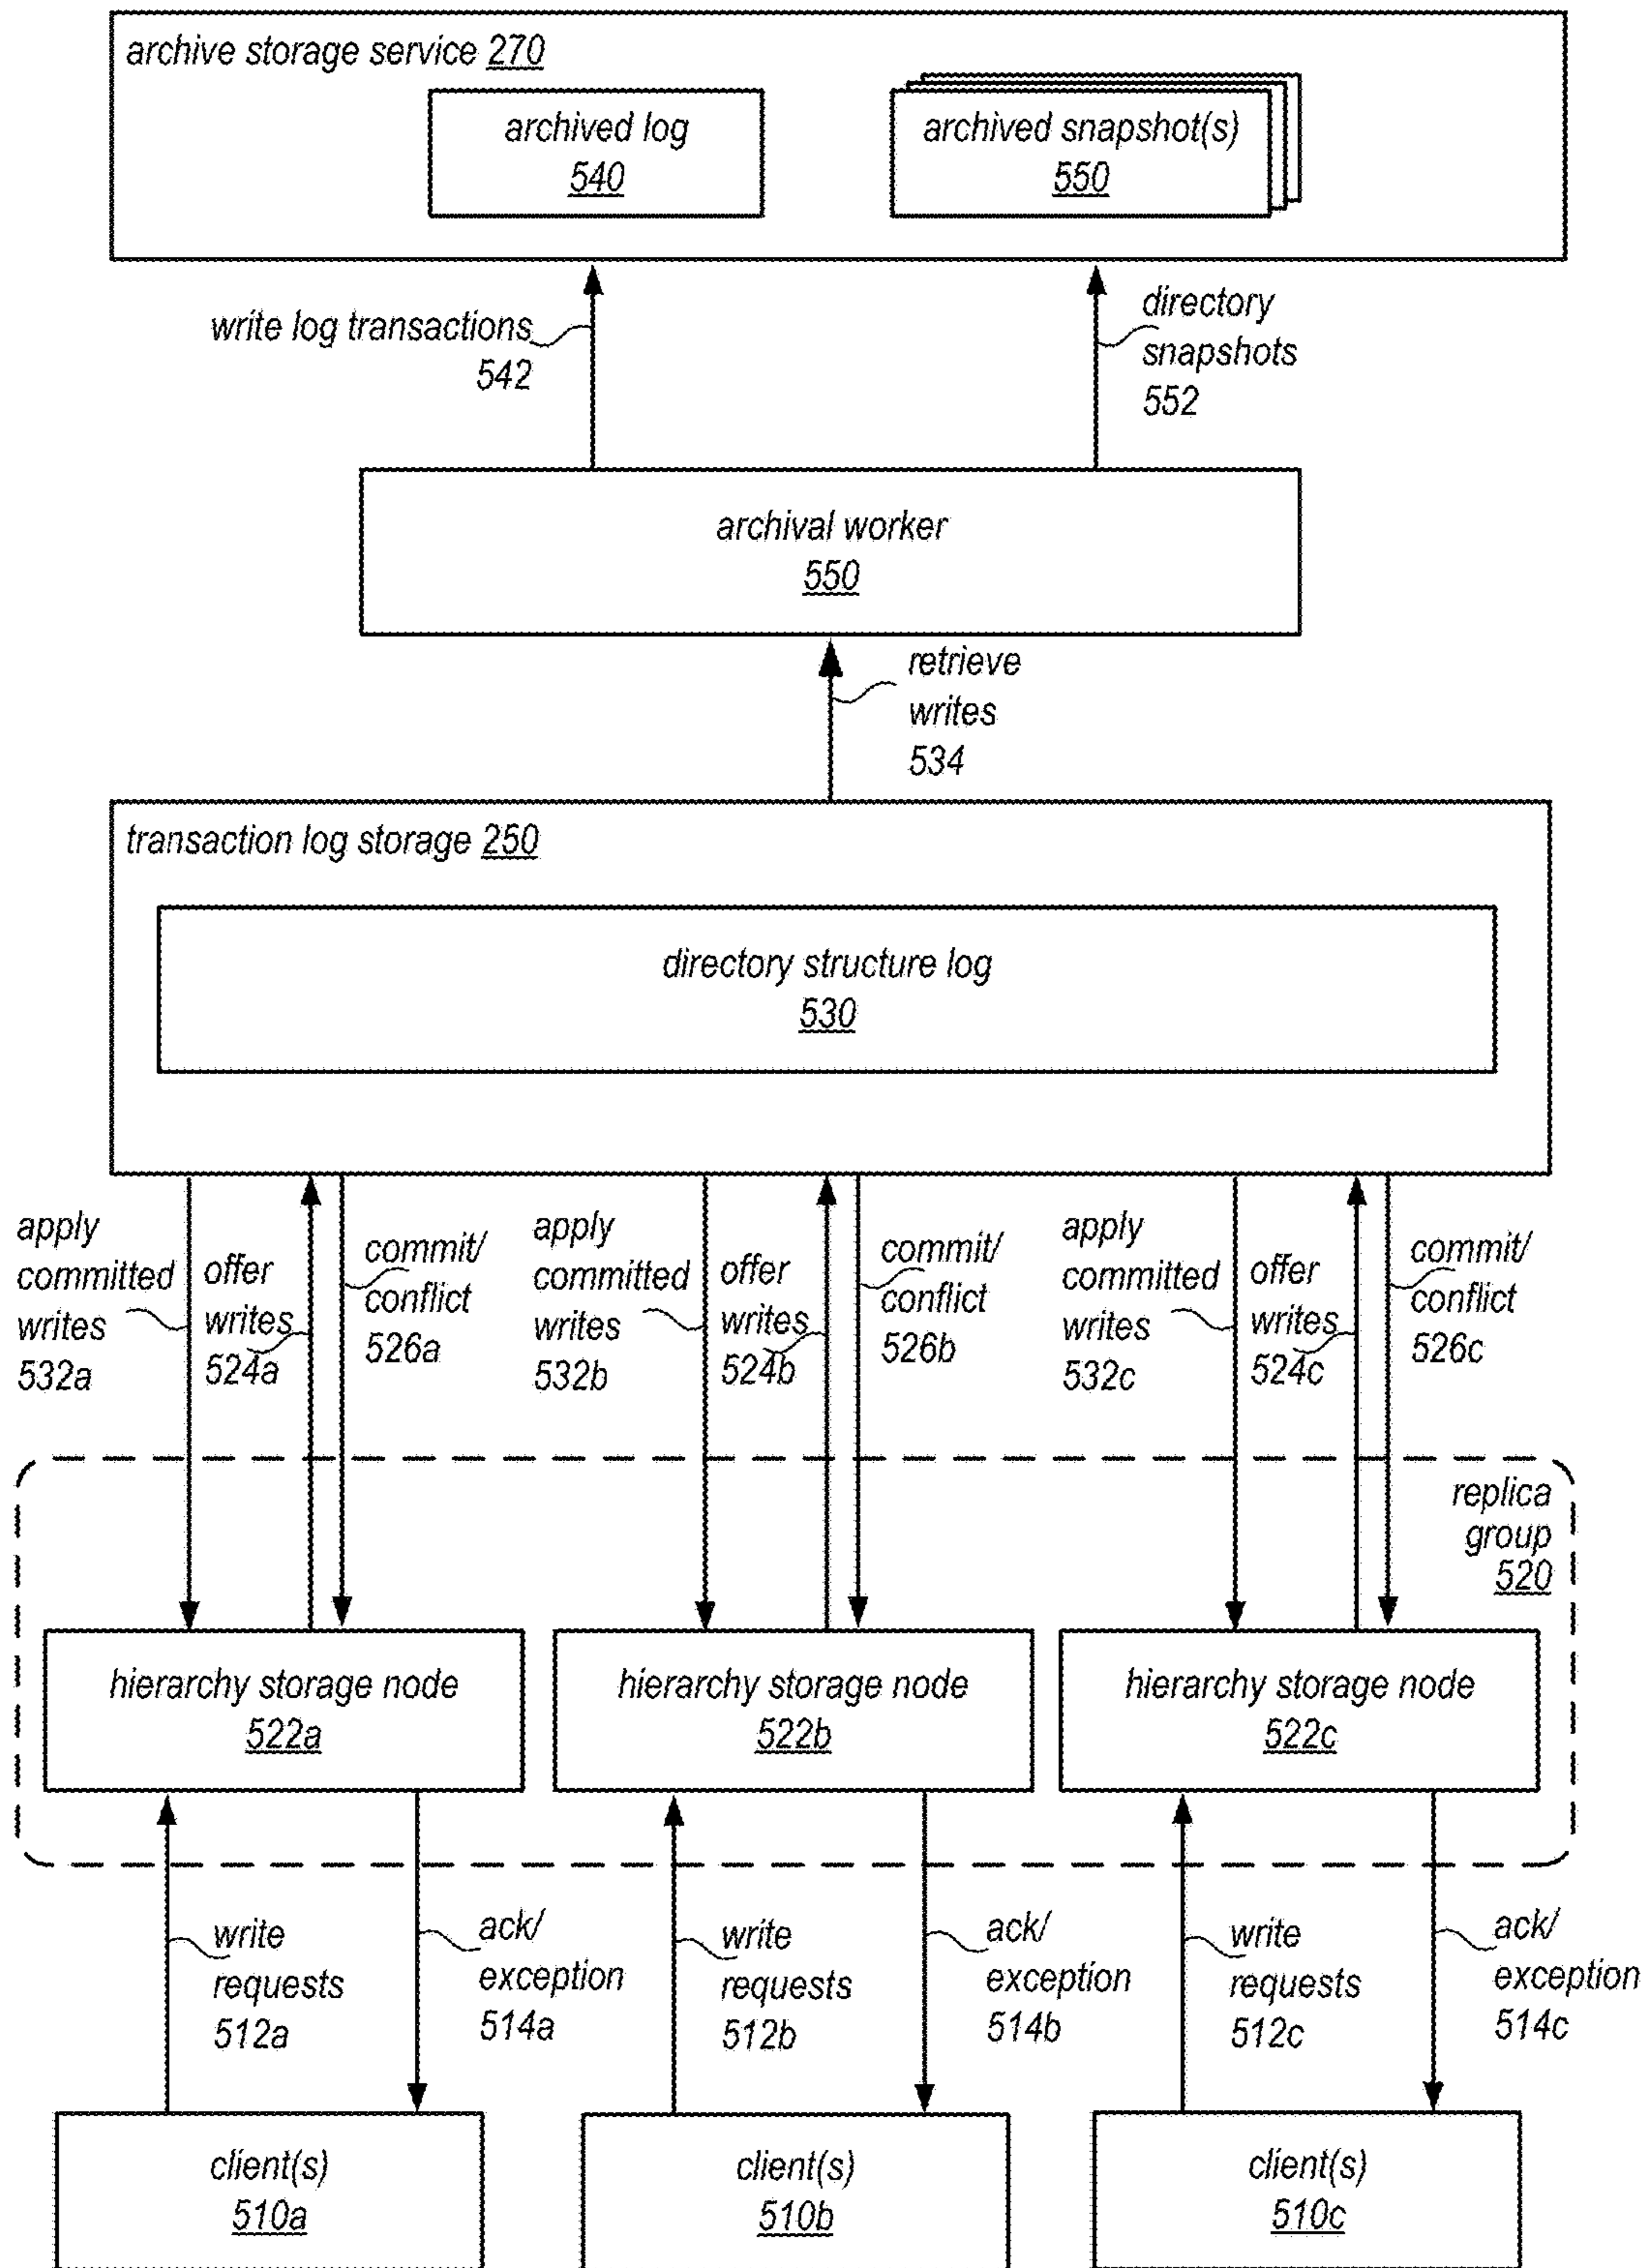 archive storage service 270
archived log
540
archived snapshot(s)
550
write log transactions
542
directory
snapshots
552
archival worker
550
retrieve
writes
534
transaction log storage 250
directory structure log
530
apply
committed
writes
532a
offer
writes
524a
commit/
conflict
526a
apply
committed
writes
532b
offer
writes
524b
commit/
conflict
526b
apply
committed
writes
532c
offer
writes
524c
commit/
conflict
526c
replica
group
520
hierarchy storage node
522a
hierarchy storage node
522b
hierarchy storage node
522c
write
requests
512a
ack/
exception
514a
write
requests
512b
ack/
exception
514b
write
requests
512c
ack/
exception
514c
client(s)
510a
client(s)
510b
client(s)
510c